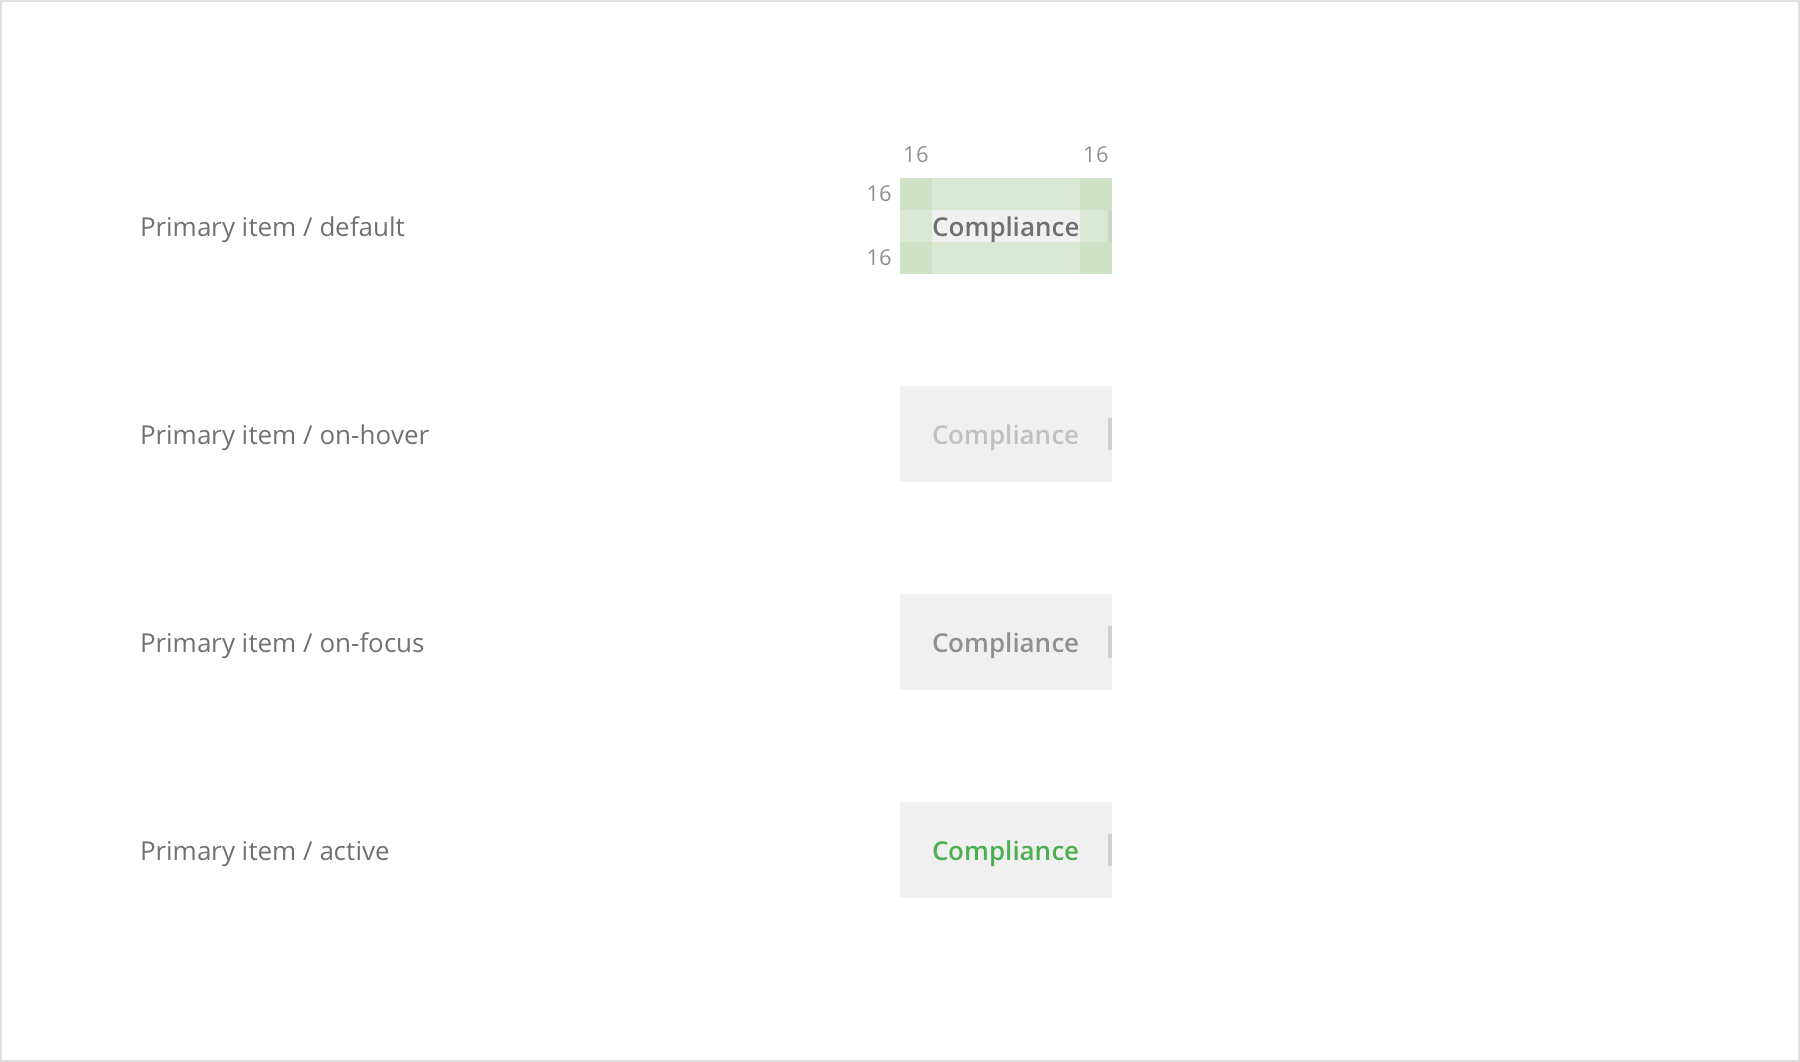 16 16
16
Primary item / default Compliance
16
Primary item / on-hover Compliance
Primary item / on-focus Compliance
Primary item / active Compliance